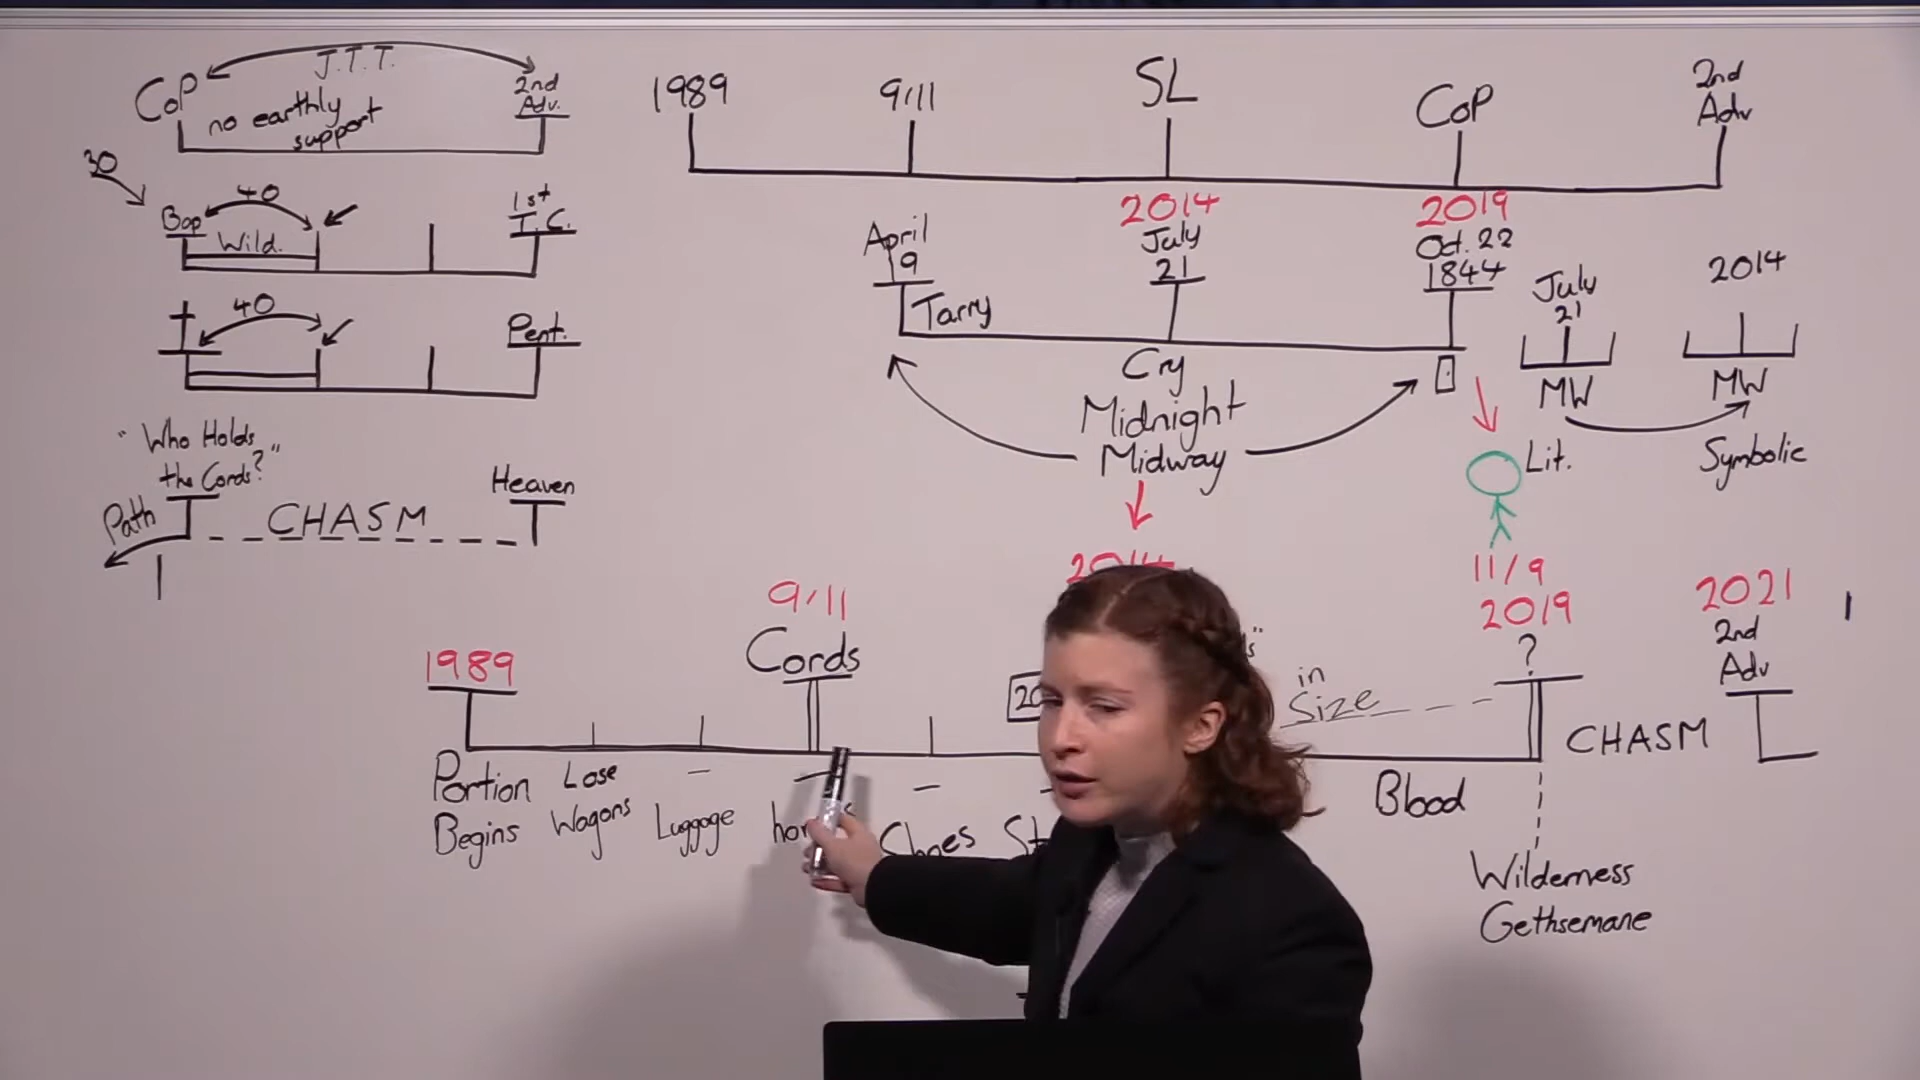 CoP
J.T.T.
2nd
Adv.
no earthly
support
30
Bap
40
Wild.
1st
T.C.
40
Pent.
"Who Holds
the Cords?"
Path
CHASM
Heaven
1989
9/11
SL
CoP
2nd
Adv
2014
2019
April
19
July
21
Oct. 22
1844
Tarry
Cry
Midnight
Midway
July
21
MW
2014
MW
Symbolic
Lit.
1989
9/11
Cords
2014
11/9
2019
?
2021
2nd
Adv
in
Size
CHASM
Portion
Begins
Lose
Wagons
Luggage
Shoes
Blood
Wilderness
Gethsemane